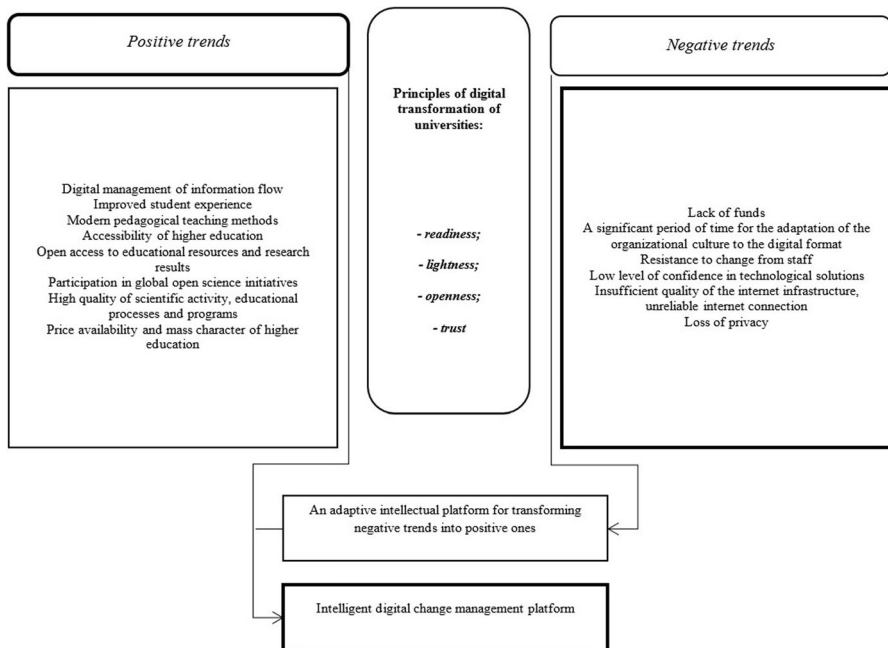 Positive trends
Digital management of information flow
Improved student experience
Modern pedagogical teaching methods
Accessibility of higher education
Open access to educational resources and research
results
Participation in global open science initiatives
High quality of scientific activity, educational
processes and programs
Price availability and mass character of higher
education
Principles of digital
transformation of
universities:
- readiness;
- lightness;
- openness;
- trust
Negative trends
Lack of funds
A significant period of time for the adaptation of the
organizational culture to the digital format
Resistance to change from staff
Low level of confidence in technological solutions
Insufficient quality of the internet infrastructure,
unreliable internet connection
Loss of privacy
An adaptive intellectual platform for transforming
negative trends into positive ones
Intelligent digital change management platform